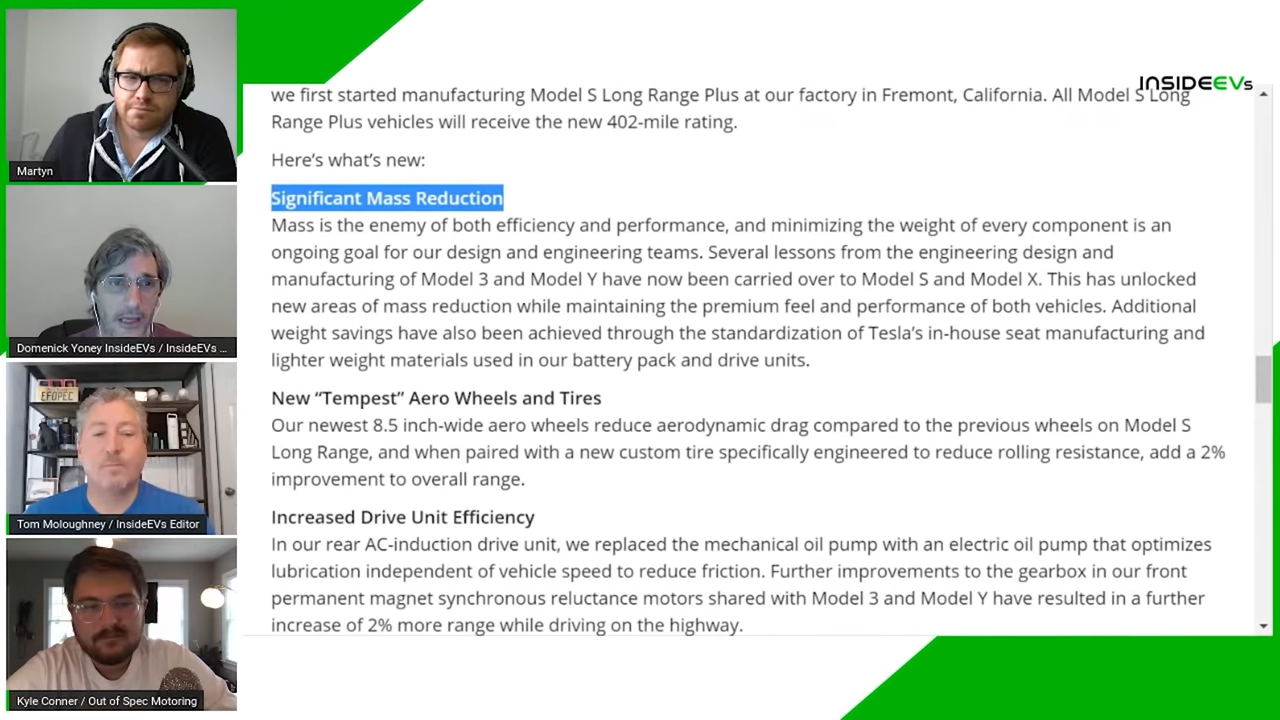 Martyn
Domenick Yoney InsideEVs / InsideEVs ...
EFOPEC
Tom Moloughney / InsideEVs Editor
Kyle Conner / Out of Spec Motoring
INSIDEEVs
we first started manufacturing Model S Long Range Plus at our factory in Fremont, California. All Model S Long
Range Plus vehicles will receive the new 402-mile rating.
Here’s what’s new:
Significant Mass Reduction
Mass is the enemy of both efficiency and performance, and minimizing the weight of every component is an
ongoing goal for our design and engineering teams. Several lessons from the engineering design and
manufacturing of Model 3 and Model Y have now been carried over to Model S and Model X. This has unlocked
new areas of mass reduction while maintaining the premium feel and performance of both vehicles. Additional
weight savings have also been achieved through the standardization of Tesla’s in-house seat manufacturing and
lighter weight materials used in our battery pack and drive units.
New “Tempest” Aero Wheels and Tires
Our newest 8.5 inch-wide aero wheels reduce aerodynamic drag compared to the previous wheels on Model S
Long Range, and when paired with a new custom tire specifically engineered to reduce rolling resistance, add a 2%
improvement to overall range.
Increased Drive Unit Efficiency
In our rear AC-induction drive unit, we replaced the mechanical oil pump with an electric oil pump that optimizes
lubrication independent of vehicle speed to reduce friction. Further improvements to the gearbox in our front
permanent magnet synchronous reluctance motors shared with Model 3 and Model Y have resulted in a further
increase of 2% more range while driving on the highway.